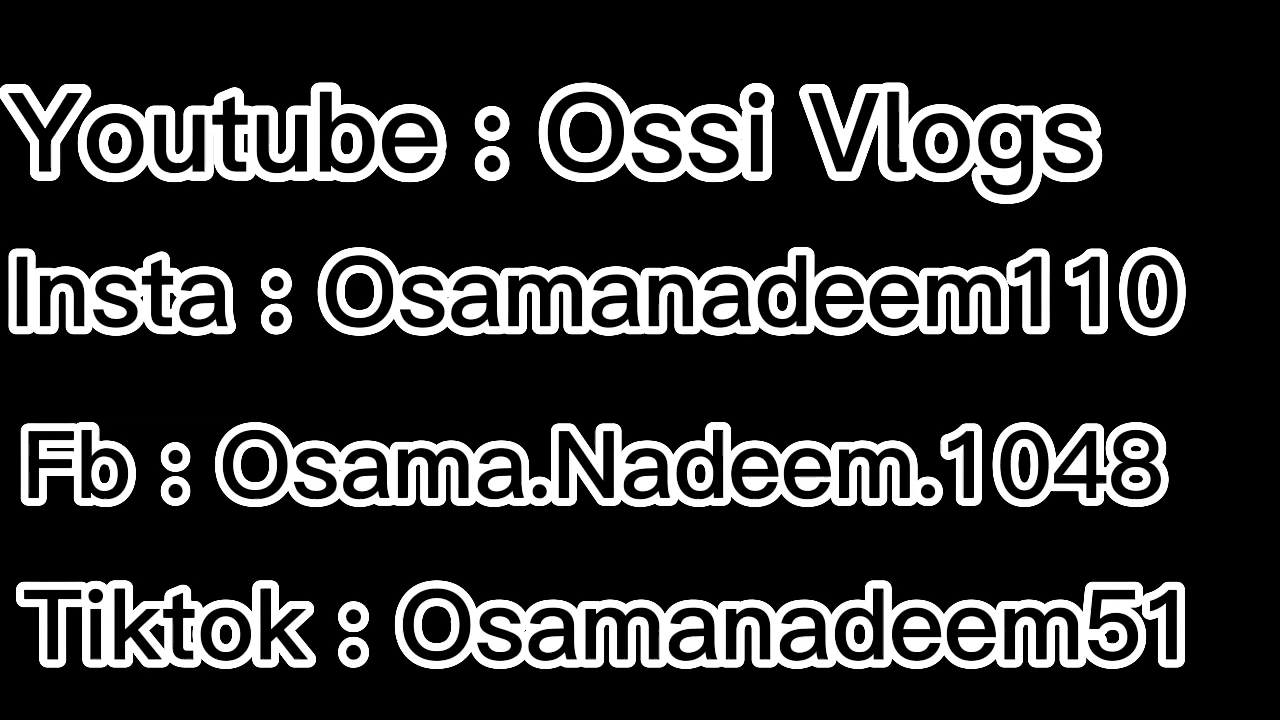 Youtube : Ossi Vlogs
Insta : Osamanadeem110
Fb : Osama.Nadeem.1048
Tiktok : Osamanadeem51